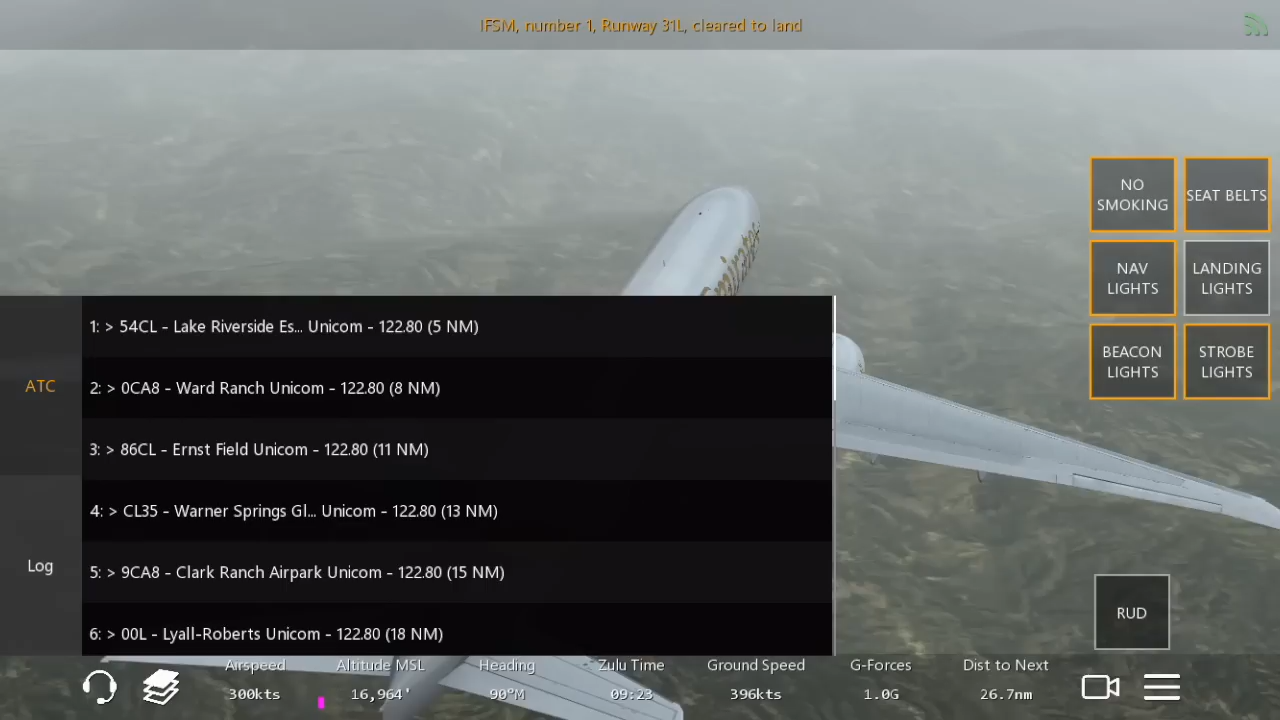 IFSM, number 1, Runway 31L, cleared to land
NO SMOKING
SEAT BELTS
NAV LIGHTS
LANDING LIGHTS
BEACON LIGHTS
STROBE LIGHTS
ATC
Log
1: > 54CL - Lake Riverside Es... Unicom - 122.80 (5 NM)
2: > 0CA8 - Ward Ranch Unicom - 122.80 (8 NM)
3: > 86CL - Ernst Field Unicom - 122.80 (11 NM)
4: > CL35 - Warner Springs Gl... Unicom - 122.80 (13 NM)
5: > 9CA8 - Clark Ranch Airpark Unicom - 122.80 (15 NM)
6: > 00L - Lyall-Roberts Unicom - 122.80 (18 NM)
RUD
Airspeed Altitude MSL Heading Zulu Time Ground Speed G-Forces Dist to Next
300kts 16,964' 90°M 09:23 396kts 1.0G 26.7nm